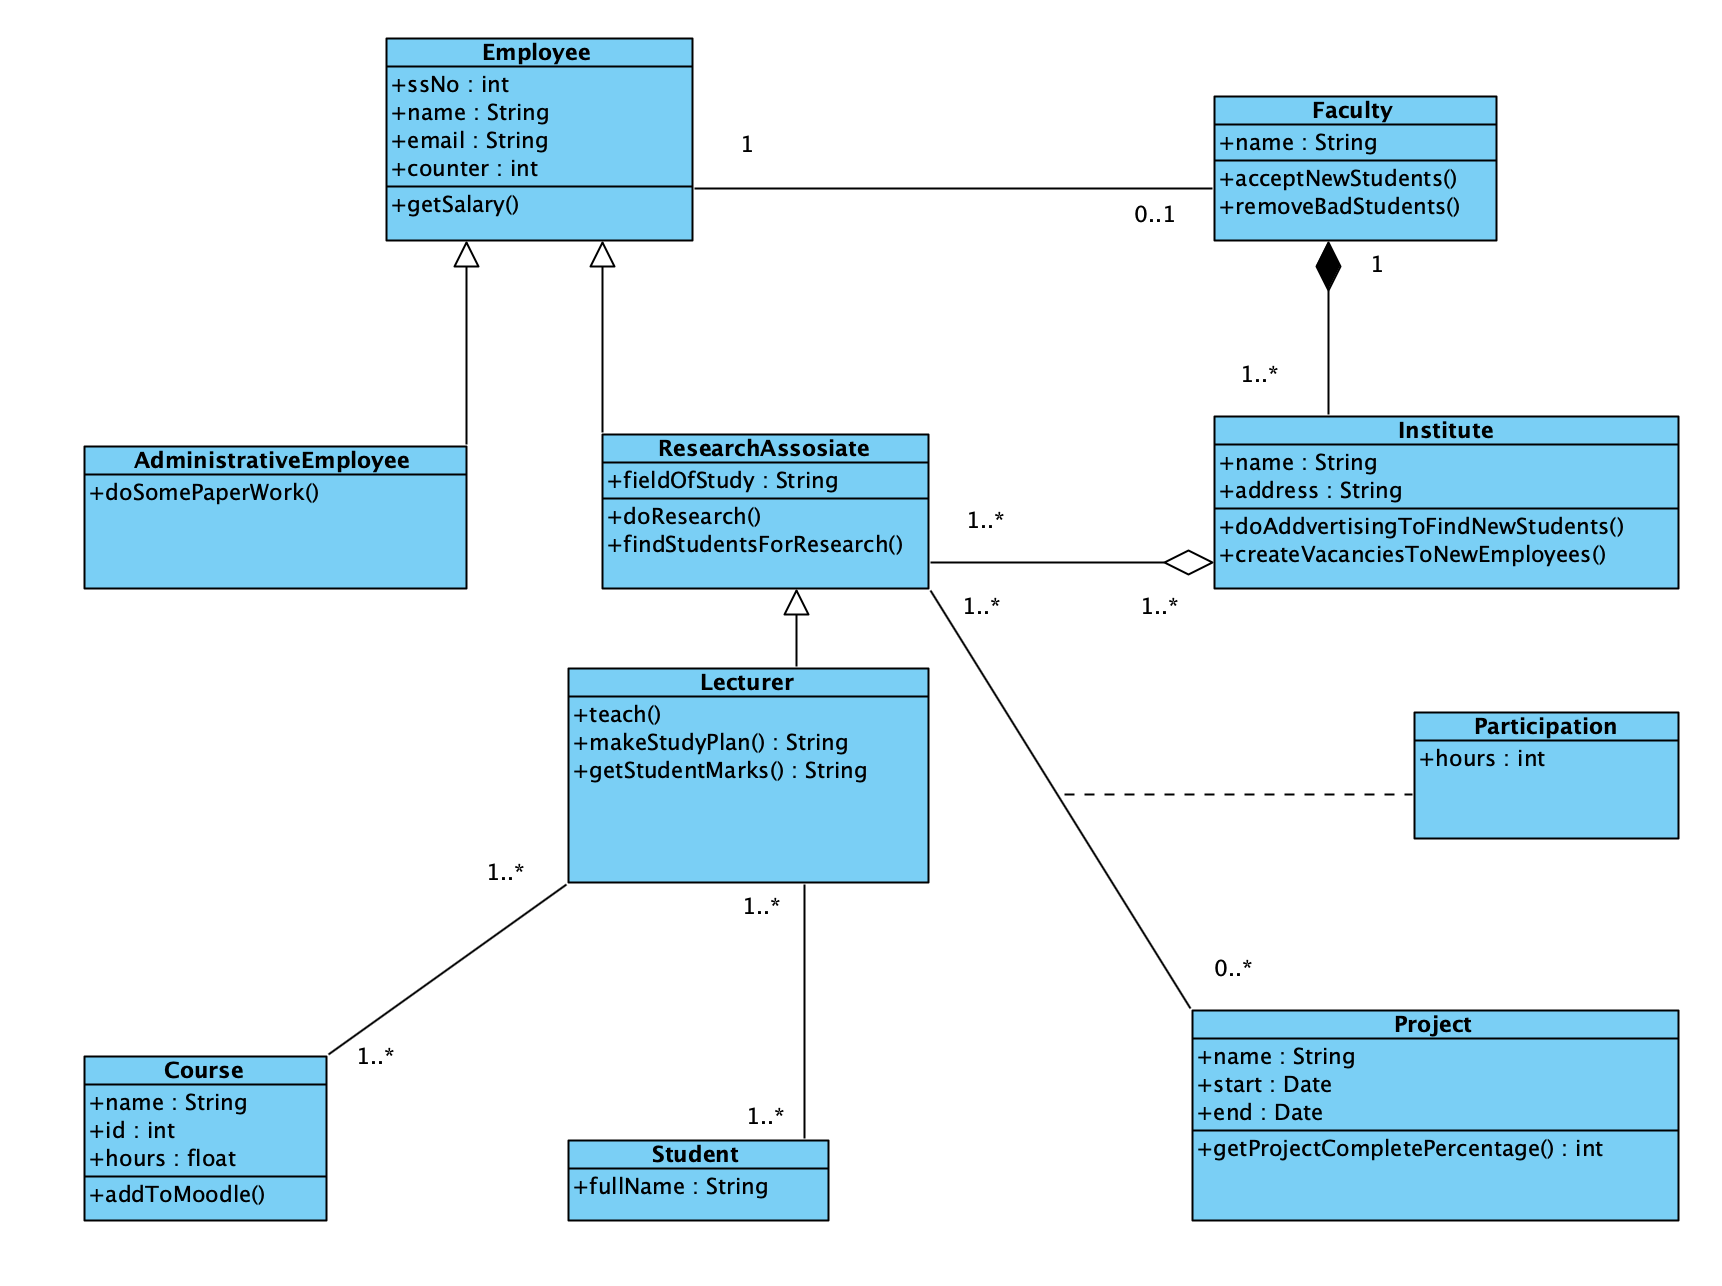 Employee
+ssNo : int
+name : String
+email : String
+counter : int
+getSalary()
1
0..1
Faculty
+name : String
+acceptNewStudents()
+removeBadStudents()
1
1..*
AdministrativeEmployee
+doSomePaperWork()
ResearchAssosiate
+fieldOfStudy : String
+doResearch()
+findStudentsForResearch()
1..*
1..*
1..*
Institute
+name : String
+address : String
+doAddvertisingToFindNewStudents()
+createVacanciesToNewEmployees()
Lecturer
+teach()
+makeStudyPlan() : String
+getStudentMarks() : String
Participation
+hours : int
1..*
1..*
0..*
1..*
1..*
Course
+name : String
+id : int
+hours : float
+addToMoodle()
Student
+fullName : String
Project
+name : String
+start : Date
+end : Date
+getProjectCompletePercentage() : int